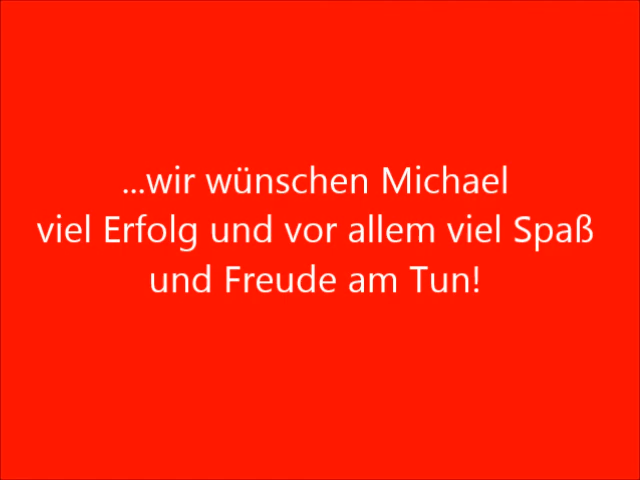 ...wir wünschen Michael
viel Erfolg und vor allem viel Spaß
und Freude am Tun!